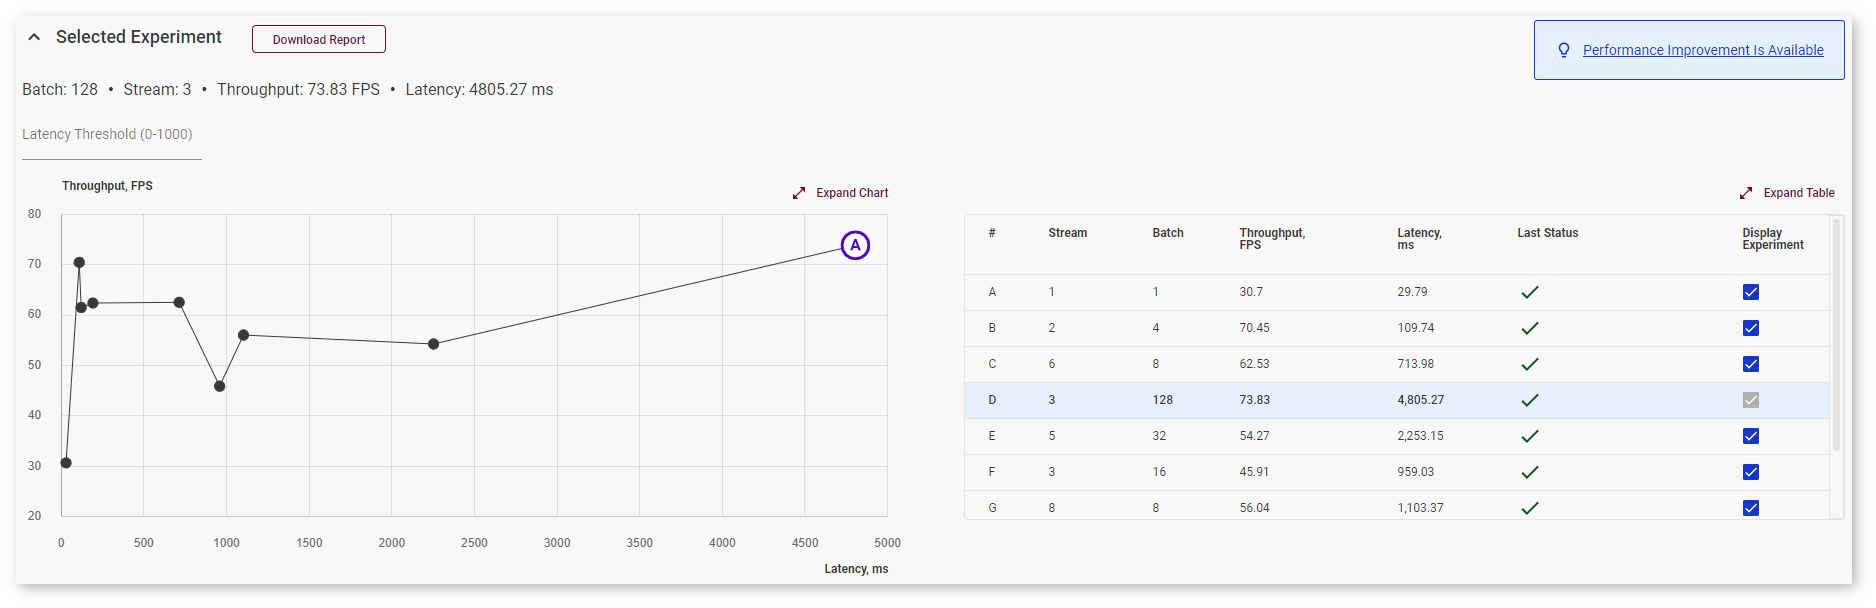 Selected Experiment
Download Report
Performance Improvement Is Available
Batch: 128 • Stream: 3 • Throughput: 73.83 FPS • Latency: 4805.27 ms
Latency Threshold (0-1000)
Throughput, FPS
Expand Chart
80
70
60
50
40
30
20
A
0 500 1000 1500 2000 2500 3000 3500 4000 4500 5000
Latency, ms
Expand Table
# Stream Batch Throughput, FPS Latency, ms Last Status Display Experiment
A 1 1 30.7 29.79
B 2 4 70.45 109.74
C 6 8 62.53 713.98
D 3 128 73.83 4,805.27
E 5 32 54.27 2,253.15
F 3 16 45.91 959.03
G 8 8 56.04 1,103.37